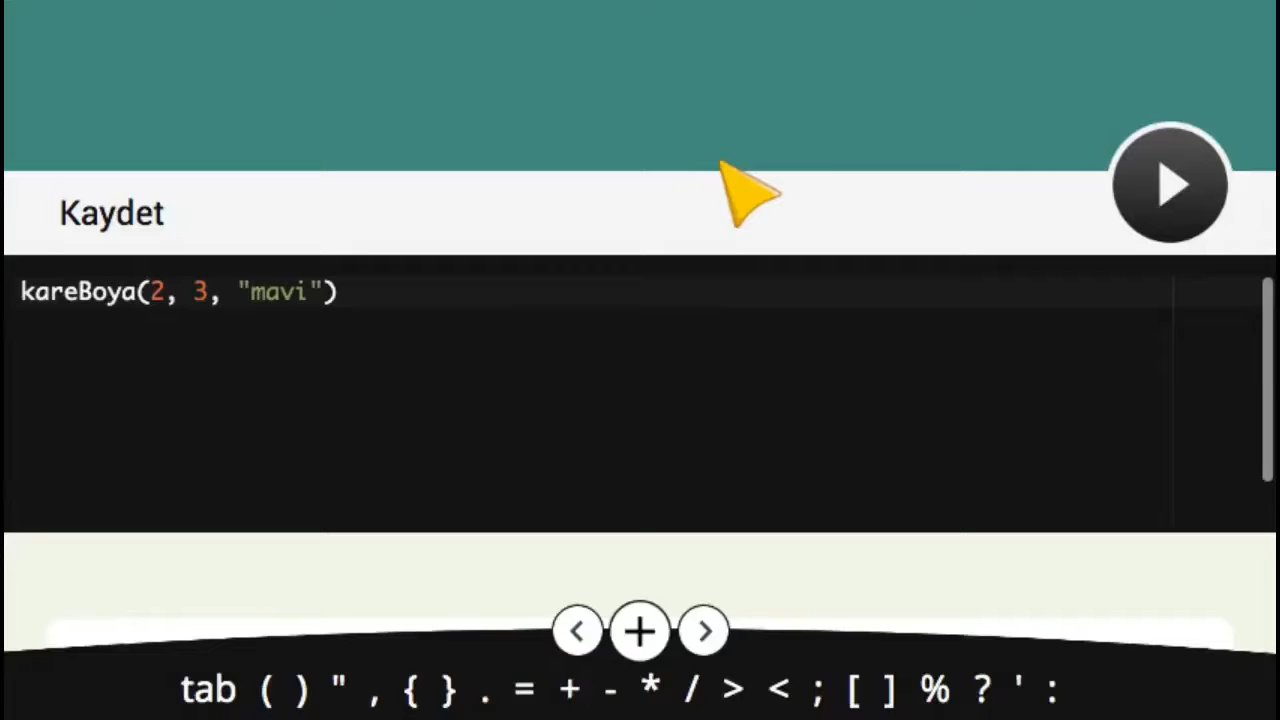 Kaydet
kareBoya(2, 3, "mavi")
tab ( ) " , { } . = + - * / > < ; [ ] % ? ' :